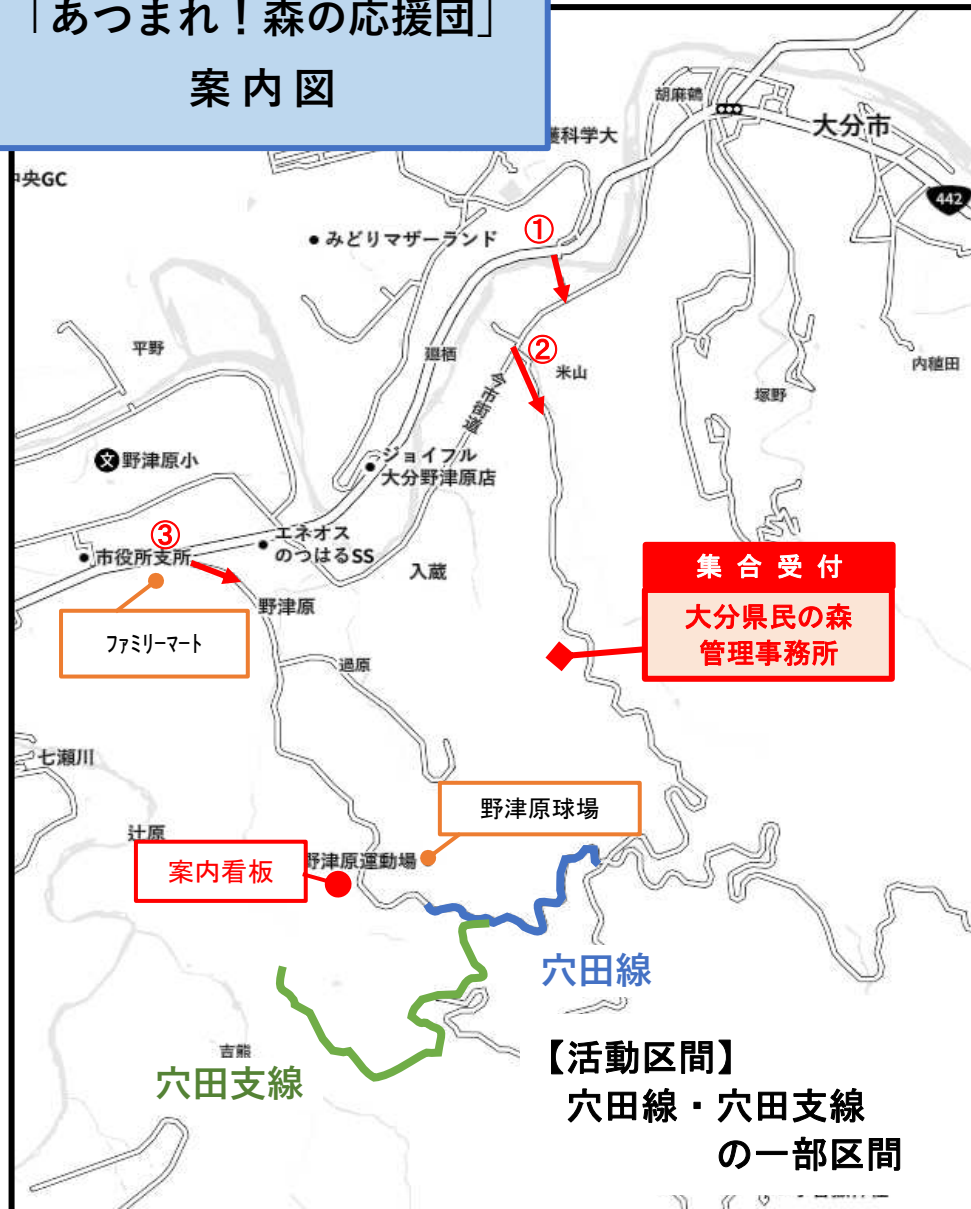 「あつまれ！森の応援団」
案内図
胡麻鶴
大分市
護科学大
中央GC
442
みどりマザーランド
①
平野
廻栖
②
米山
今市街道
塚野
内稙田
文 野津原小
ジョイフル
大分野津原店
③
市役所支所
エネオス
のつはるSS
入蔵
野津原
ファミリーマート
過原
集合受付
大分県民の森
管理事務所
七瀬川
辻原
野津原球場
野津原運動場
案内看板
穴田線
吉熊
穴田支線
【活動区間】
穴田線・穴田支線
の一部区間